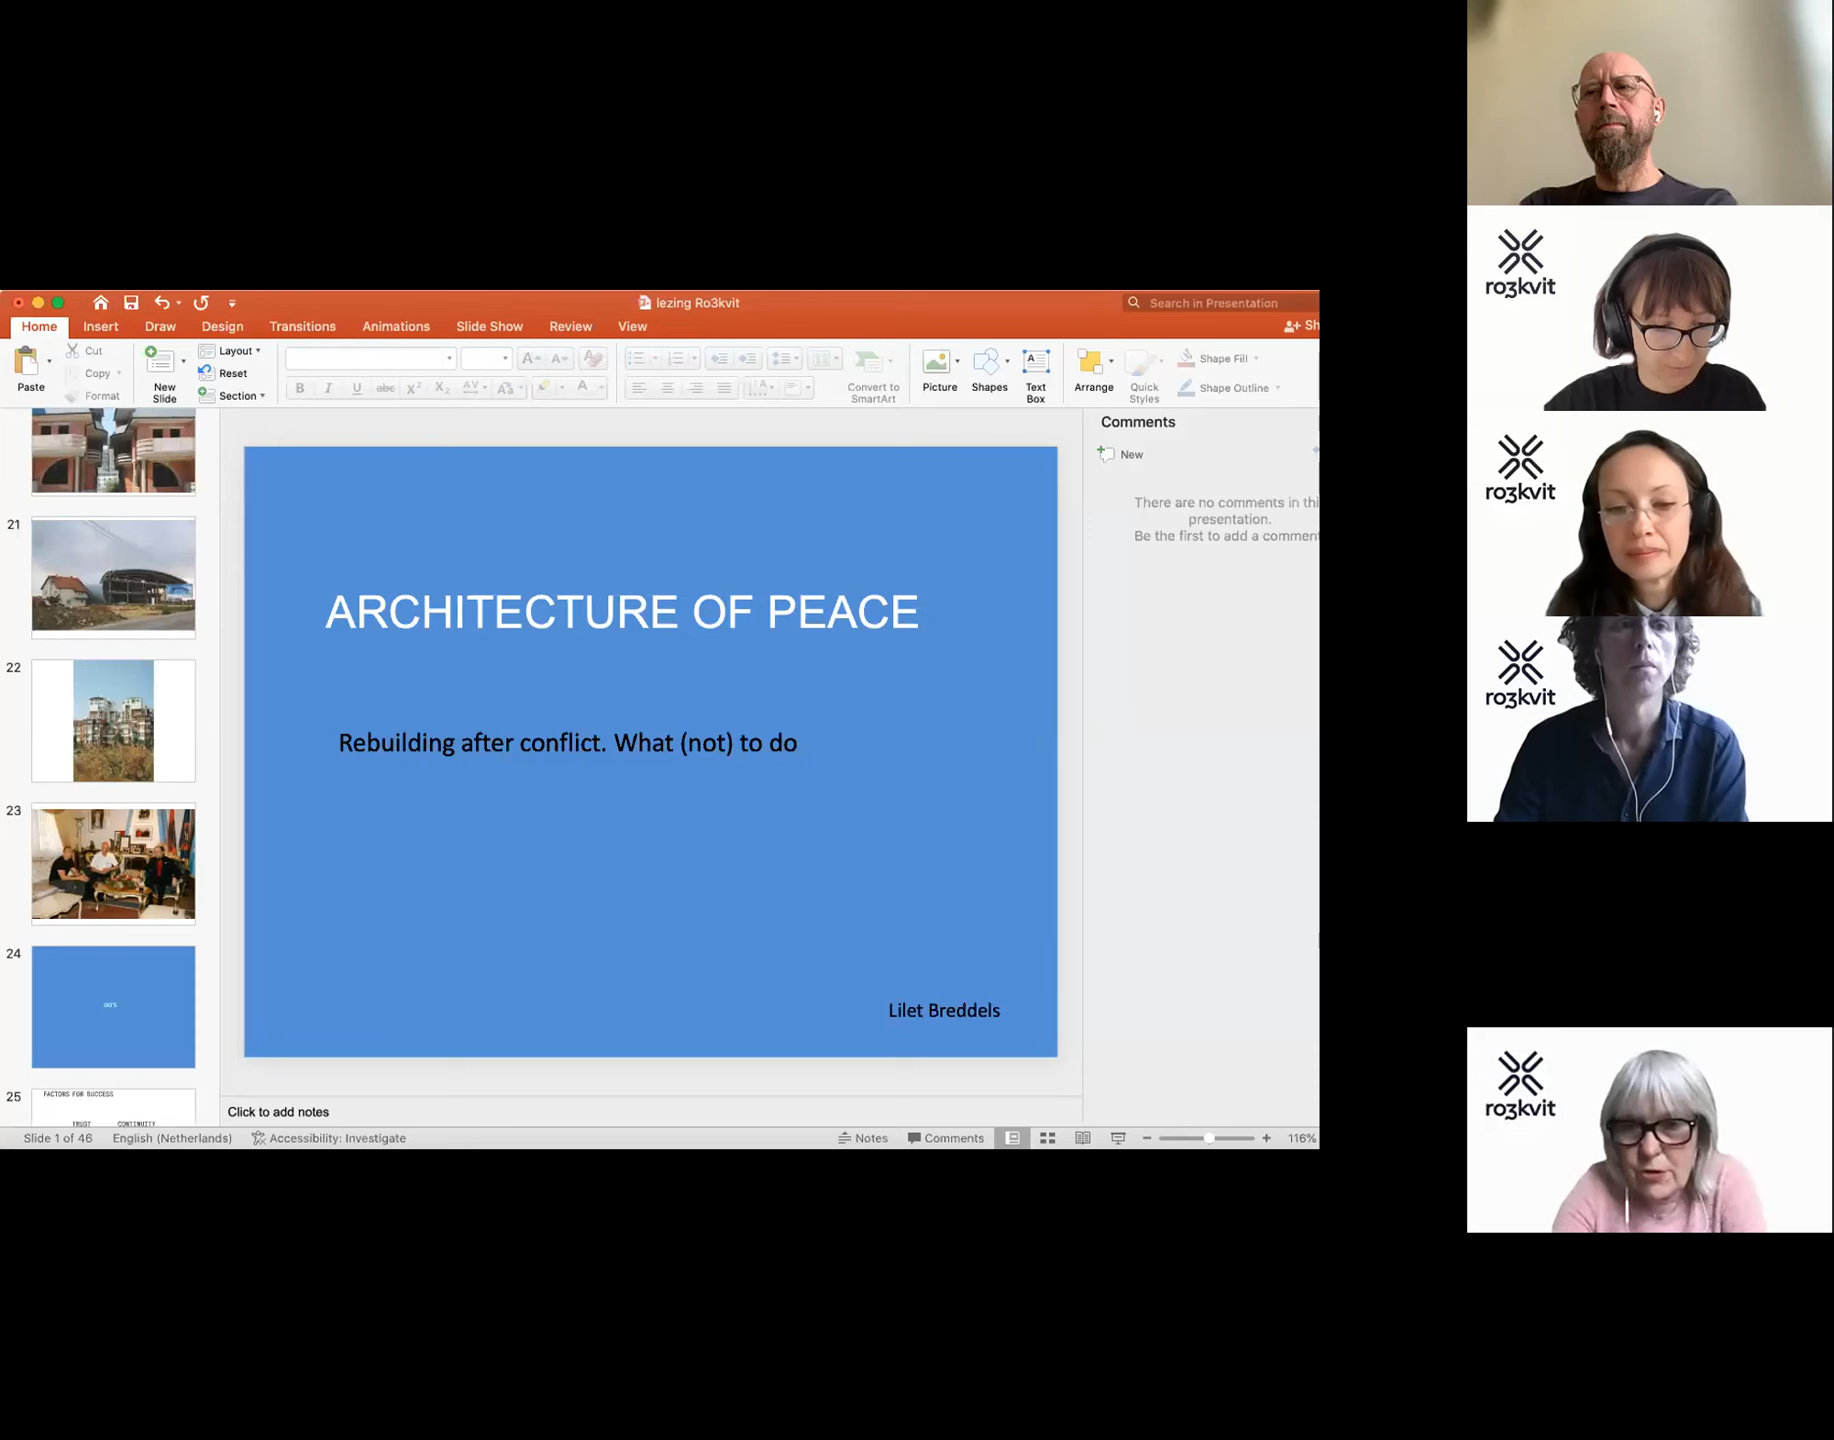 lezing Ro3kvit
Search in Presentation
Home Insert Draw Design Transitions Animations Slide Show Review View Sh
Paste
Cut
Copy
Format
New Slide
Layout
Reset
Section
Convert to SmartArt
Picture
Shapes
Text Box
Arrange
Quick Styles
Shape Fill
Shape Outline
21
22
23
24
DO'S
25
FACTORS FOR SUCCESS
TRUST CONTINUITY
ARCHITECTURE OF PEACE
Rebuilding after conflict. What (not) to do
Lilet Breddels
Comments
New
There are no comments in thi
presentation.
Be the first to add a comment
Click to add notes
Slide 1 of 46 English (Netherlands) Accessibility: Investigate Notes Comments 116%
ro3kvit
ro3kvit
ro3kvit
ro3kvit